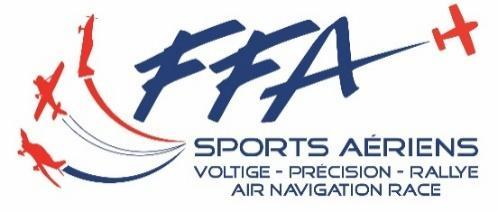 FFA
SPORTS AÉRIENS
VOLTIGE - PRÉCISION - RALLYE
AIR NAVIGATION RACE